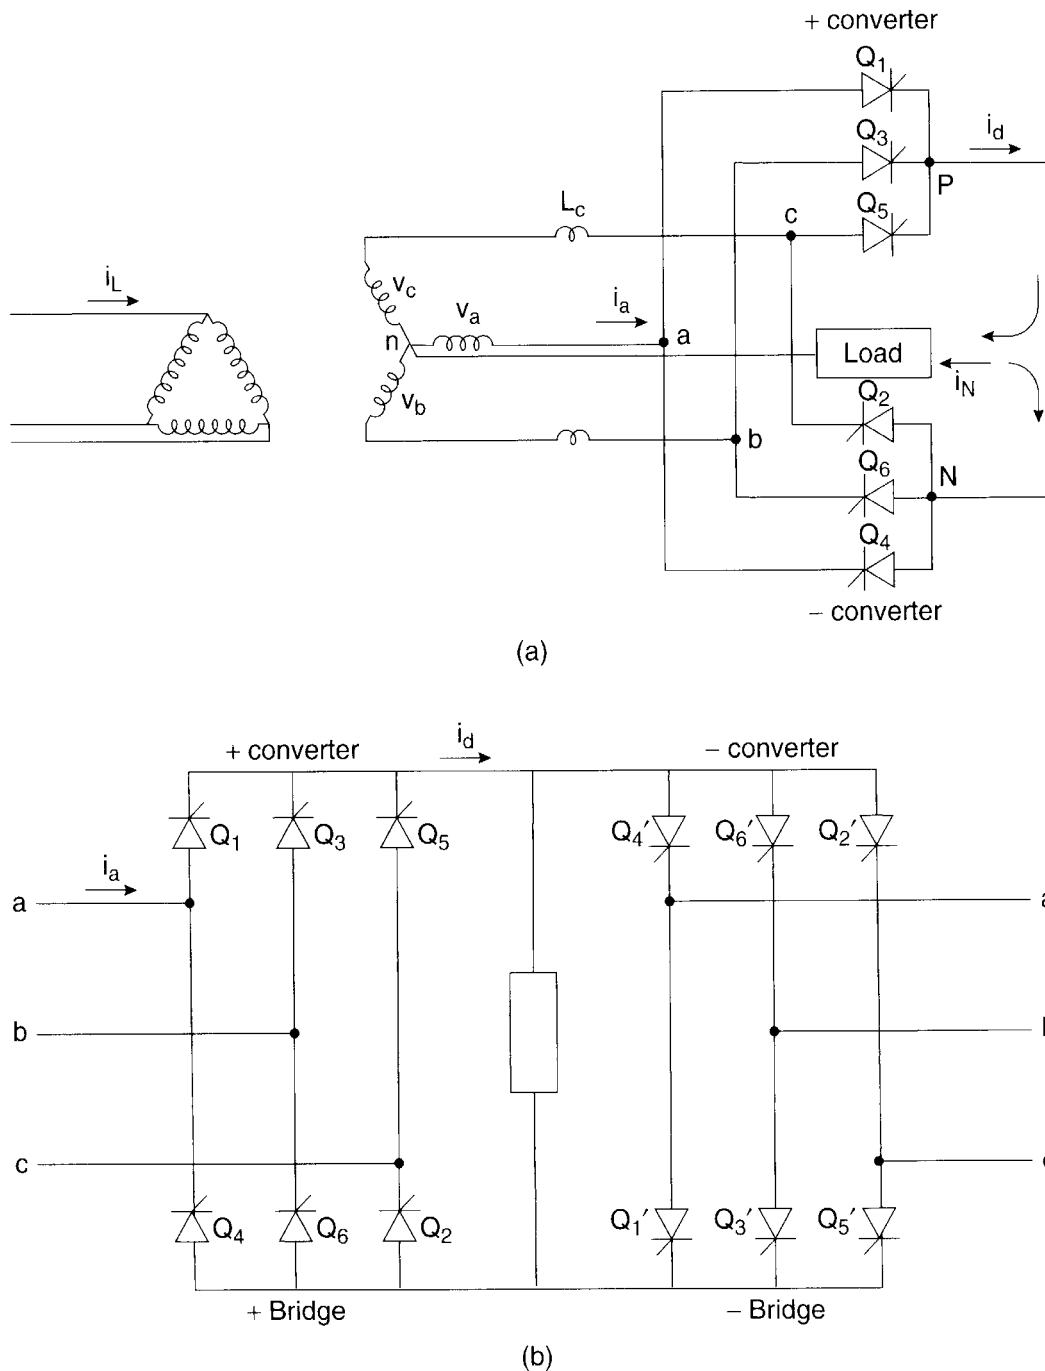 + converter
Q1
Q3
id
P
Lc
c
Q5
iL
vc
va
ia
n
a
Load
iN
vb
Q2
b
Q6
N
Q4
− converter
(a)
+ converter
id
− converter
Q1
Q3
Q5
Q4′
Q6′
Q2′
ia
a
a
b
c
Q4
Q6
Q2
Q1′
Q3′
Q5′
+ Bridge
− Bridge
(b)